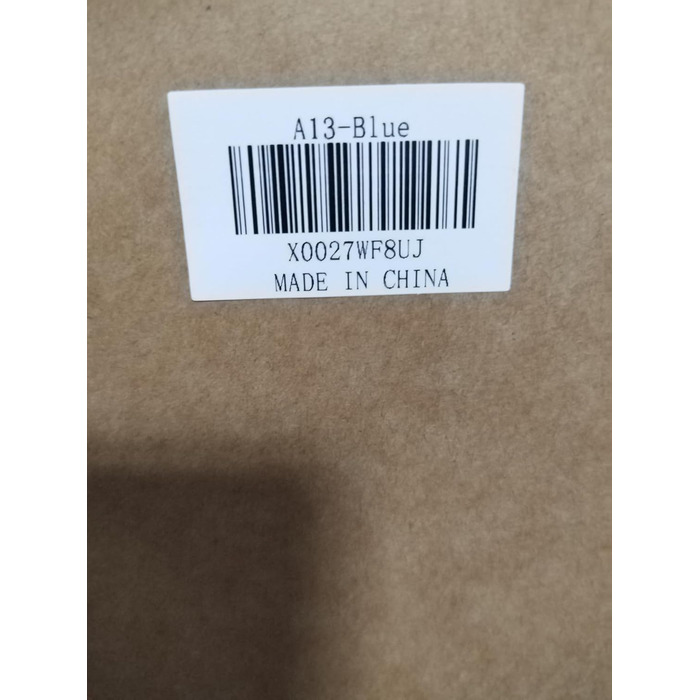 A13-Blue
X0027WF8UJ
MADE IN CHINA